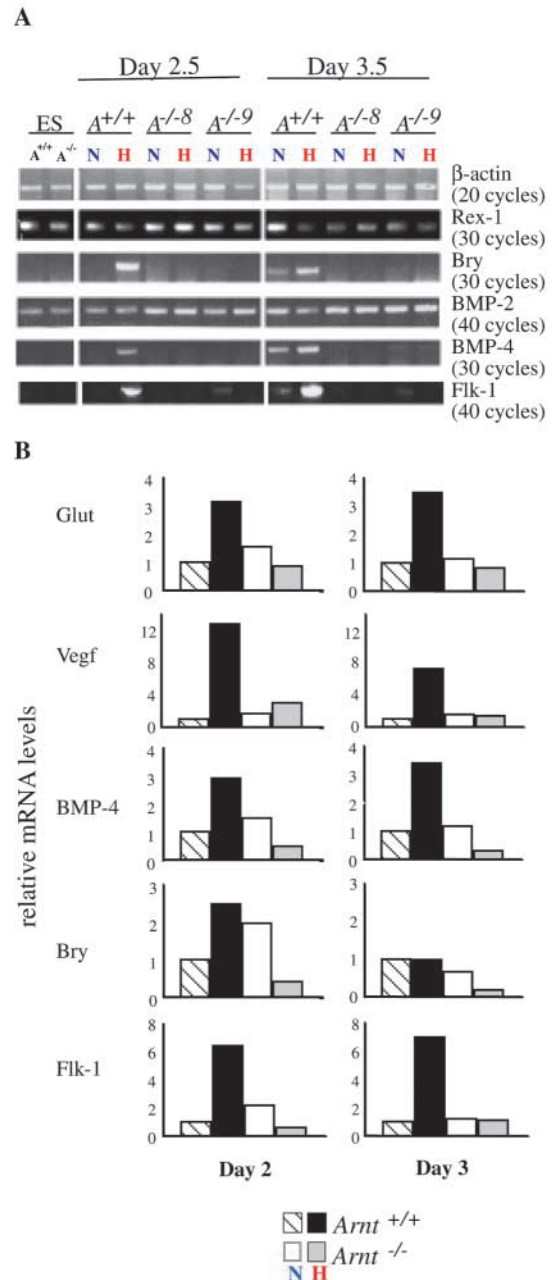 A
Day 2.5 Day 3.5
ES A+/+ A-/-8 A-/-9 A+/+ A-/-8 A-/-9
A+/+ A-/- N H N H N H N H N H N H
β-actin
(20 cycles)
Rex-1
(30 cycles)
Bry
(30 cycles)
BMP-2
(40 cycles)
BMP-4
(30 cycles)
Flk-1
(40 cycles)
B
relative mRNA levels
Glut
4 3 2 1 0
4 3 2 1 0
Vegf
12 8 4 0
12 8 4 0
BMP-4
4 3 2 1 0
4 3 2 1 0
Bry
3 2 1 0
3 2 1 0
Flk-1
8 6 4 2 0
8 6 4 2 0
Day 2 Day 3
Arnt +/+
Arnt -/-
N H